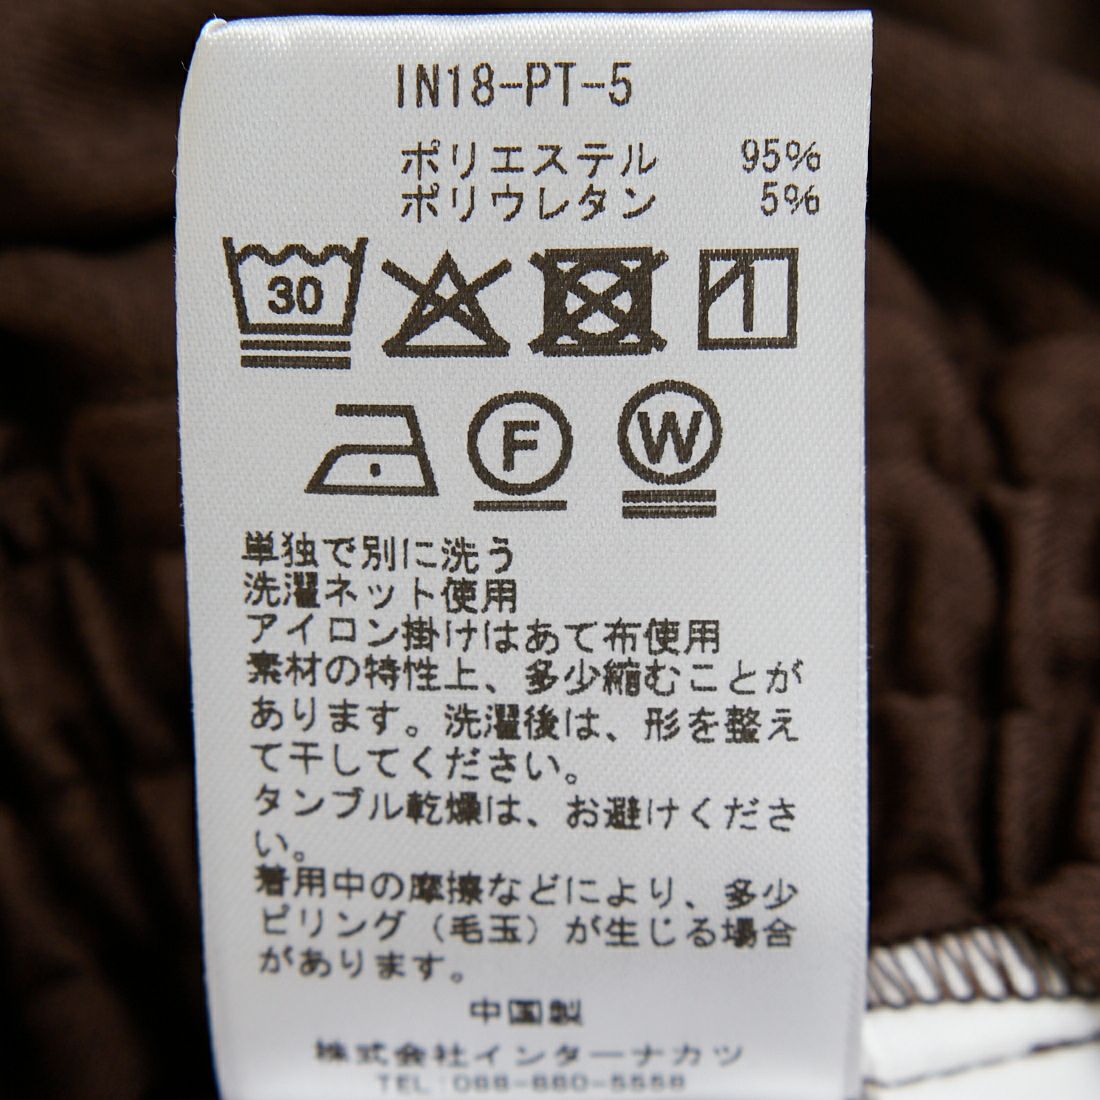 IN18-PT-5
ポリエステル 95%
ポリウレタン 5%
30
F
W
単独で別に洗う
洗濯ネット使用
アイロン掛けはあて布使用
素材の特性上、多少縮むことが
あります。洗濯後は、形を整え
て干してください。
タンブル乾燥は、お避けくださ
い。
着用中の摩擦などにより、多少
ピリング(毛玉)が生じる場合
があります。
中国製
株式会社インターナカツ
TEL:088-880-5558